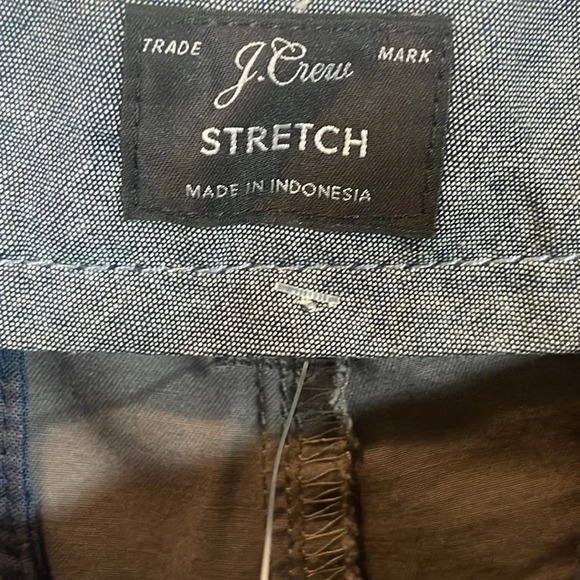 TRADE J.Crew MARK
STRETCH
MADE IN INDONESIA